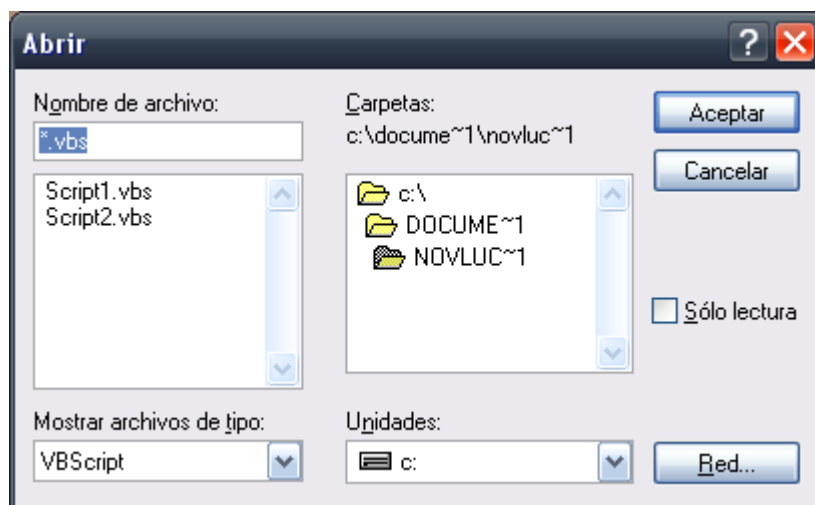 Abrir
Nombre de archivo:
*.vbs
Script1.vbs
Script2.vbs
Mostrar archivos de tipo:
VBScript
Carpetas:
c:\docume~1\novluc~1
c:\
DOCUME~1
NOVLUC~1
Unidades:
c:
Aceptar
Cancelar
Sólo lectura
Red...